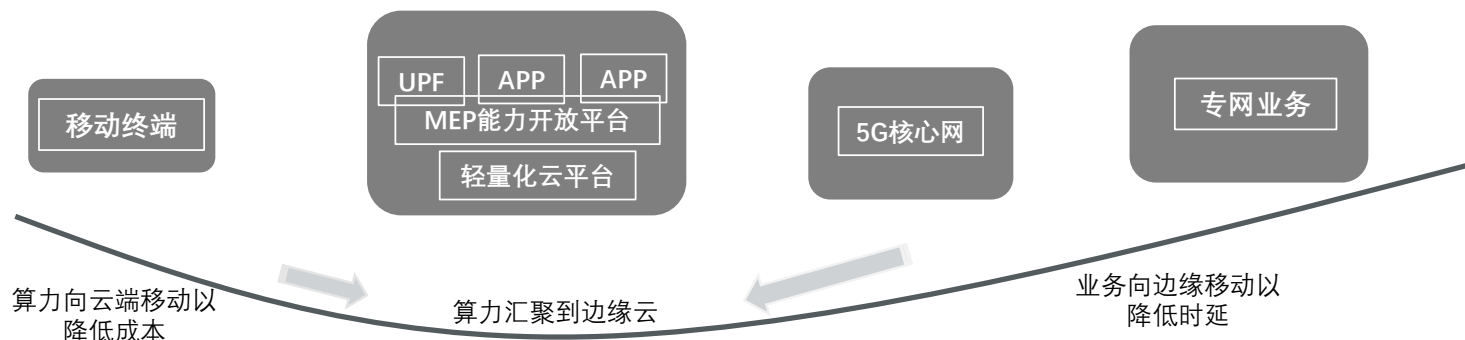 移动终端
UPF
APP
APP
MEP能力开放平台
轻量化云平台
5G核心网
专网业务
算力向云端移动以
降低成本
算力汇聚到边缘云
业务向边缘移动以
降低时延